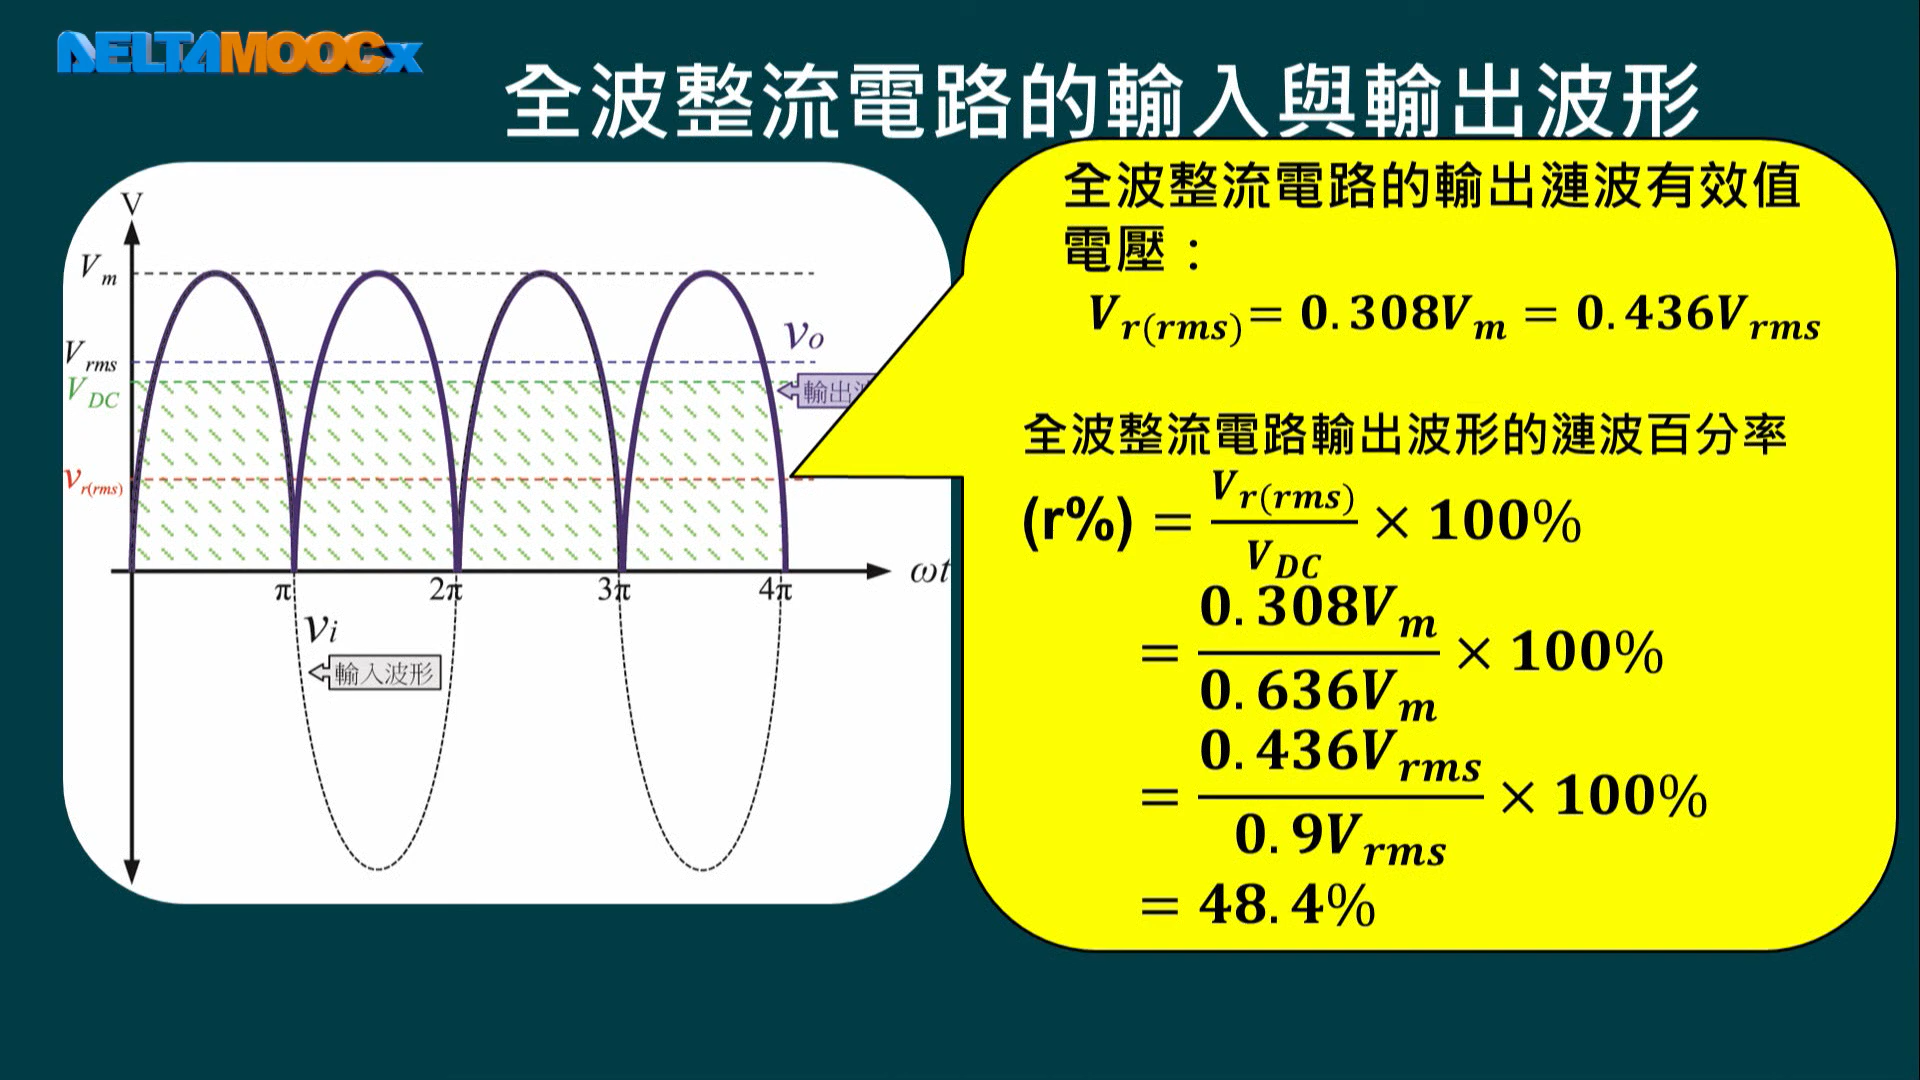 DELTAMOOCx
全波整流電路的輸入與輸出波形
V
Vm
Vrms
VDC
vr(rms)
vo
輸出
π
2π
3π
4π
ωt
vi
輸入波形
全波整流電路的輸出漣波有效值
電壓：
Vr(rms) = 0.308Vm = 0.436Vrms
全波整流電路輸出波形的漣波百分率
(r%) = Vr(rms) / VDC × 100%
= 0.308Vm / 0.636Vm × 100%
= 0.436Vrms / 0.9Vrms × 100%
= 48.4%